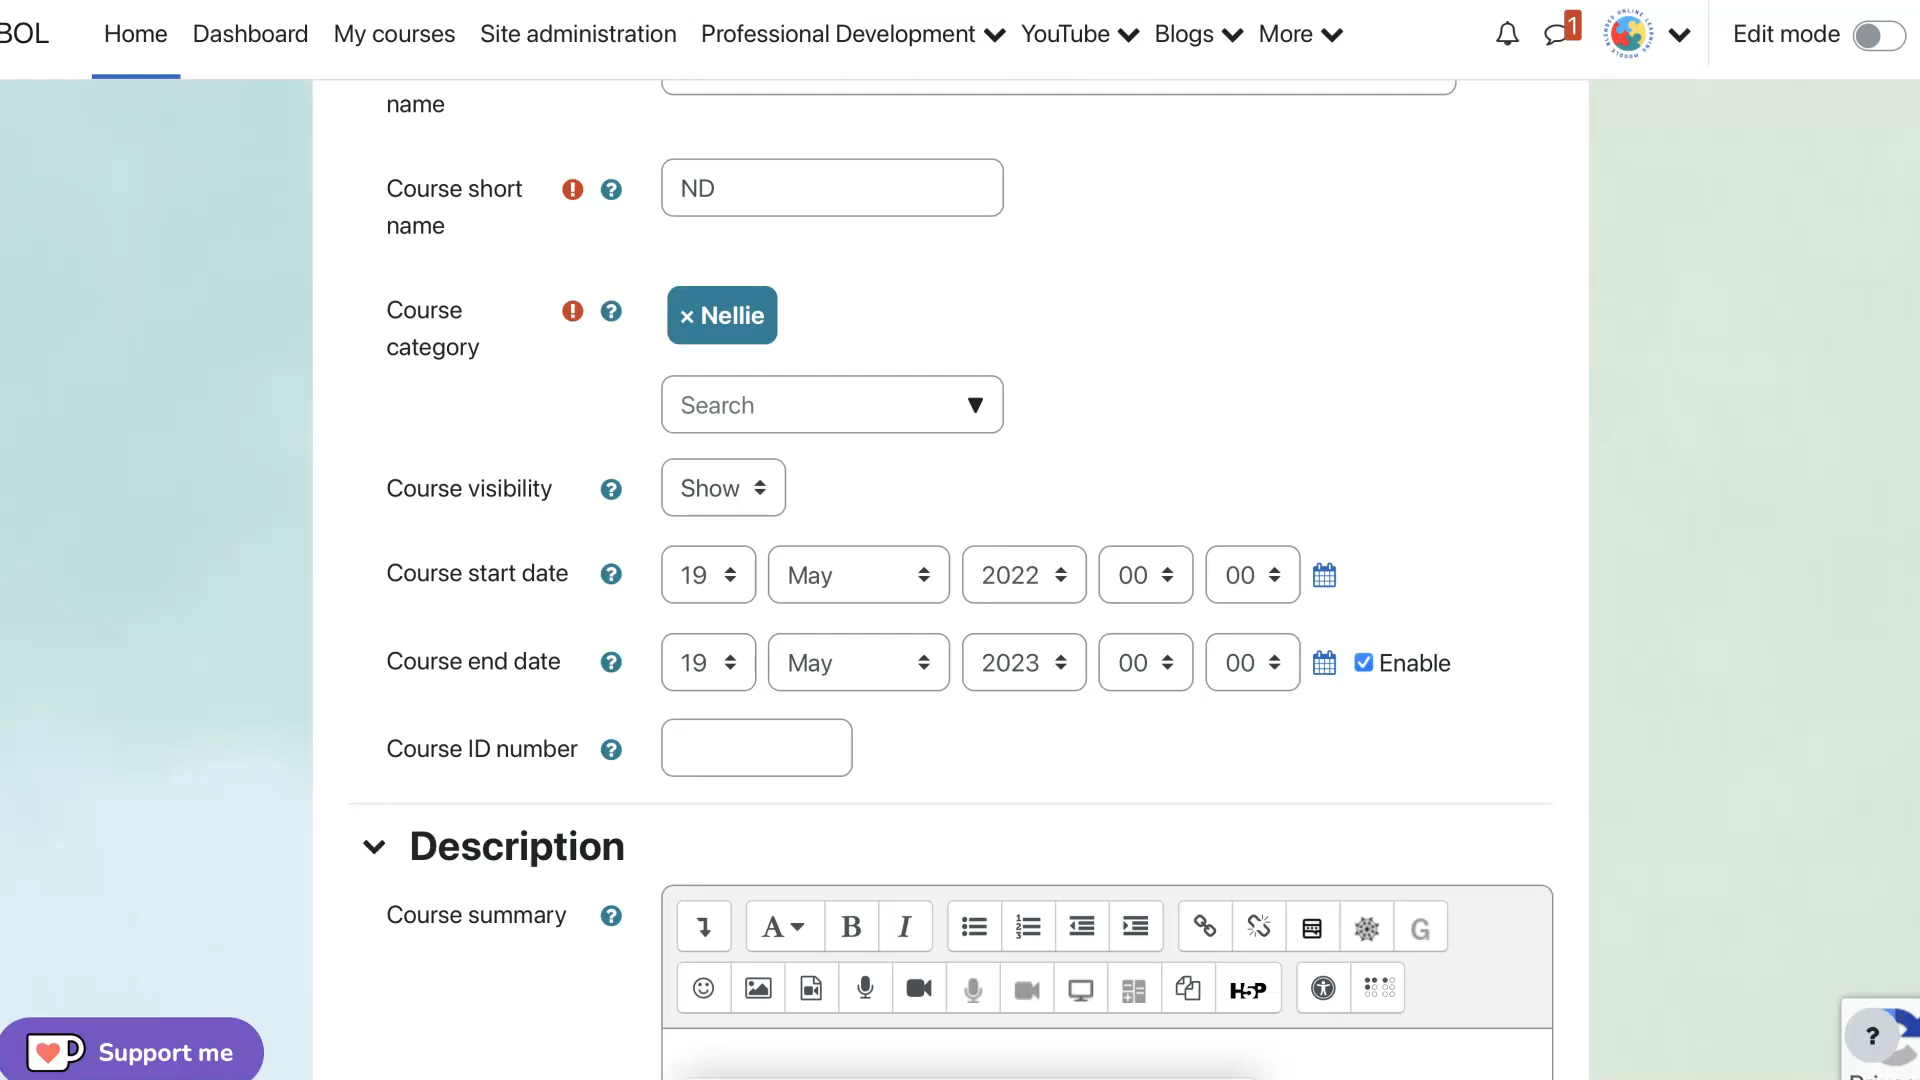 BOL Home Dashboard My courses Site administration Professional Development YouTube Blogs More 1 Edit mode
name
Course short name ND
Course category × Nellie
Search
Course visibility Show
Course start date 19 May 2022 00 00
Course end date 19 May 2023 00 00 Enable
Course ID number
Description
Course summary A B I G
H5P
Support me
?